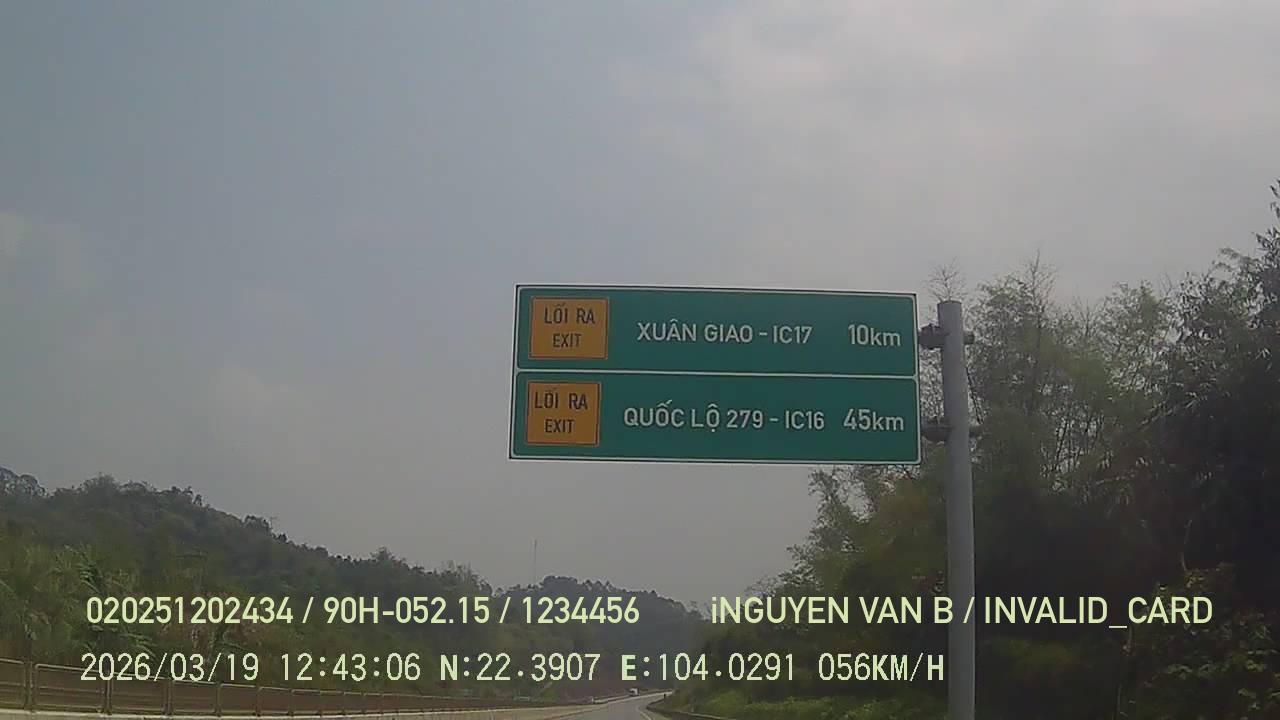 LỐI RA
EXIT
XUÂN GIAO - IC17 10km
LỐI RA
EXIT
QUỐC LỘ 279 - IC16 45km
020251202434 / 90H-052.15 / 1234456 iNGUYEN VAN B / INVALID_CARD
2026/03/19 12:43:06 N:22.3907 E:104.0291 056KM/H